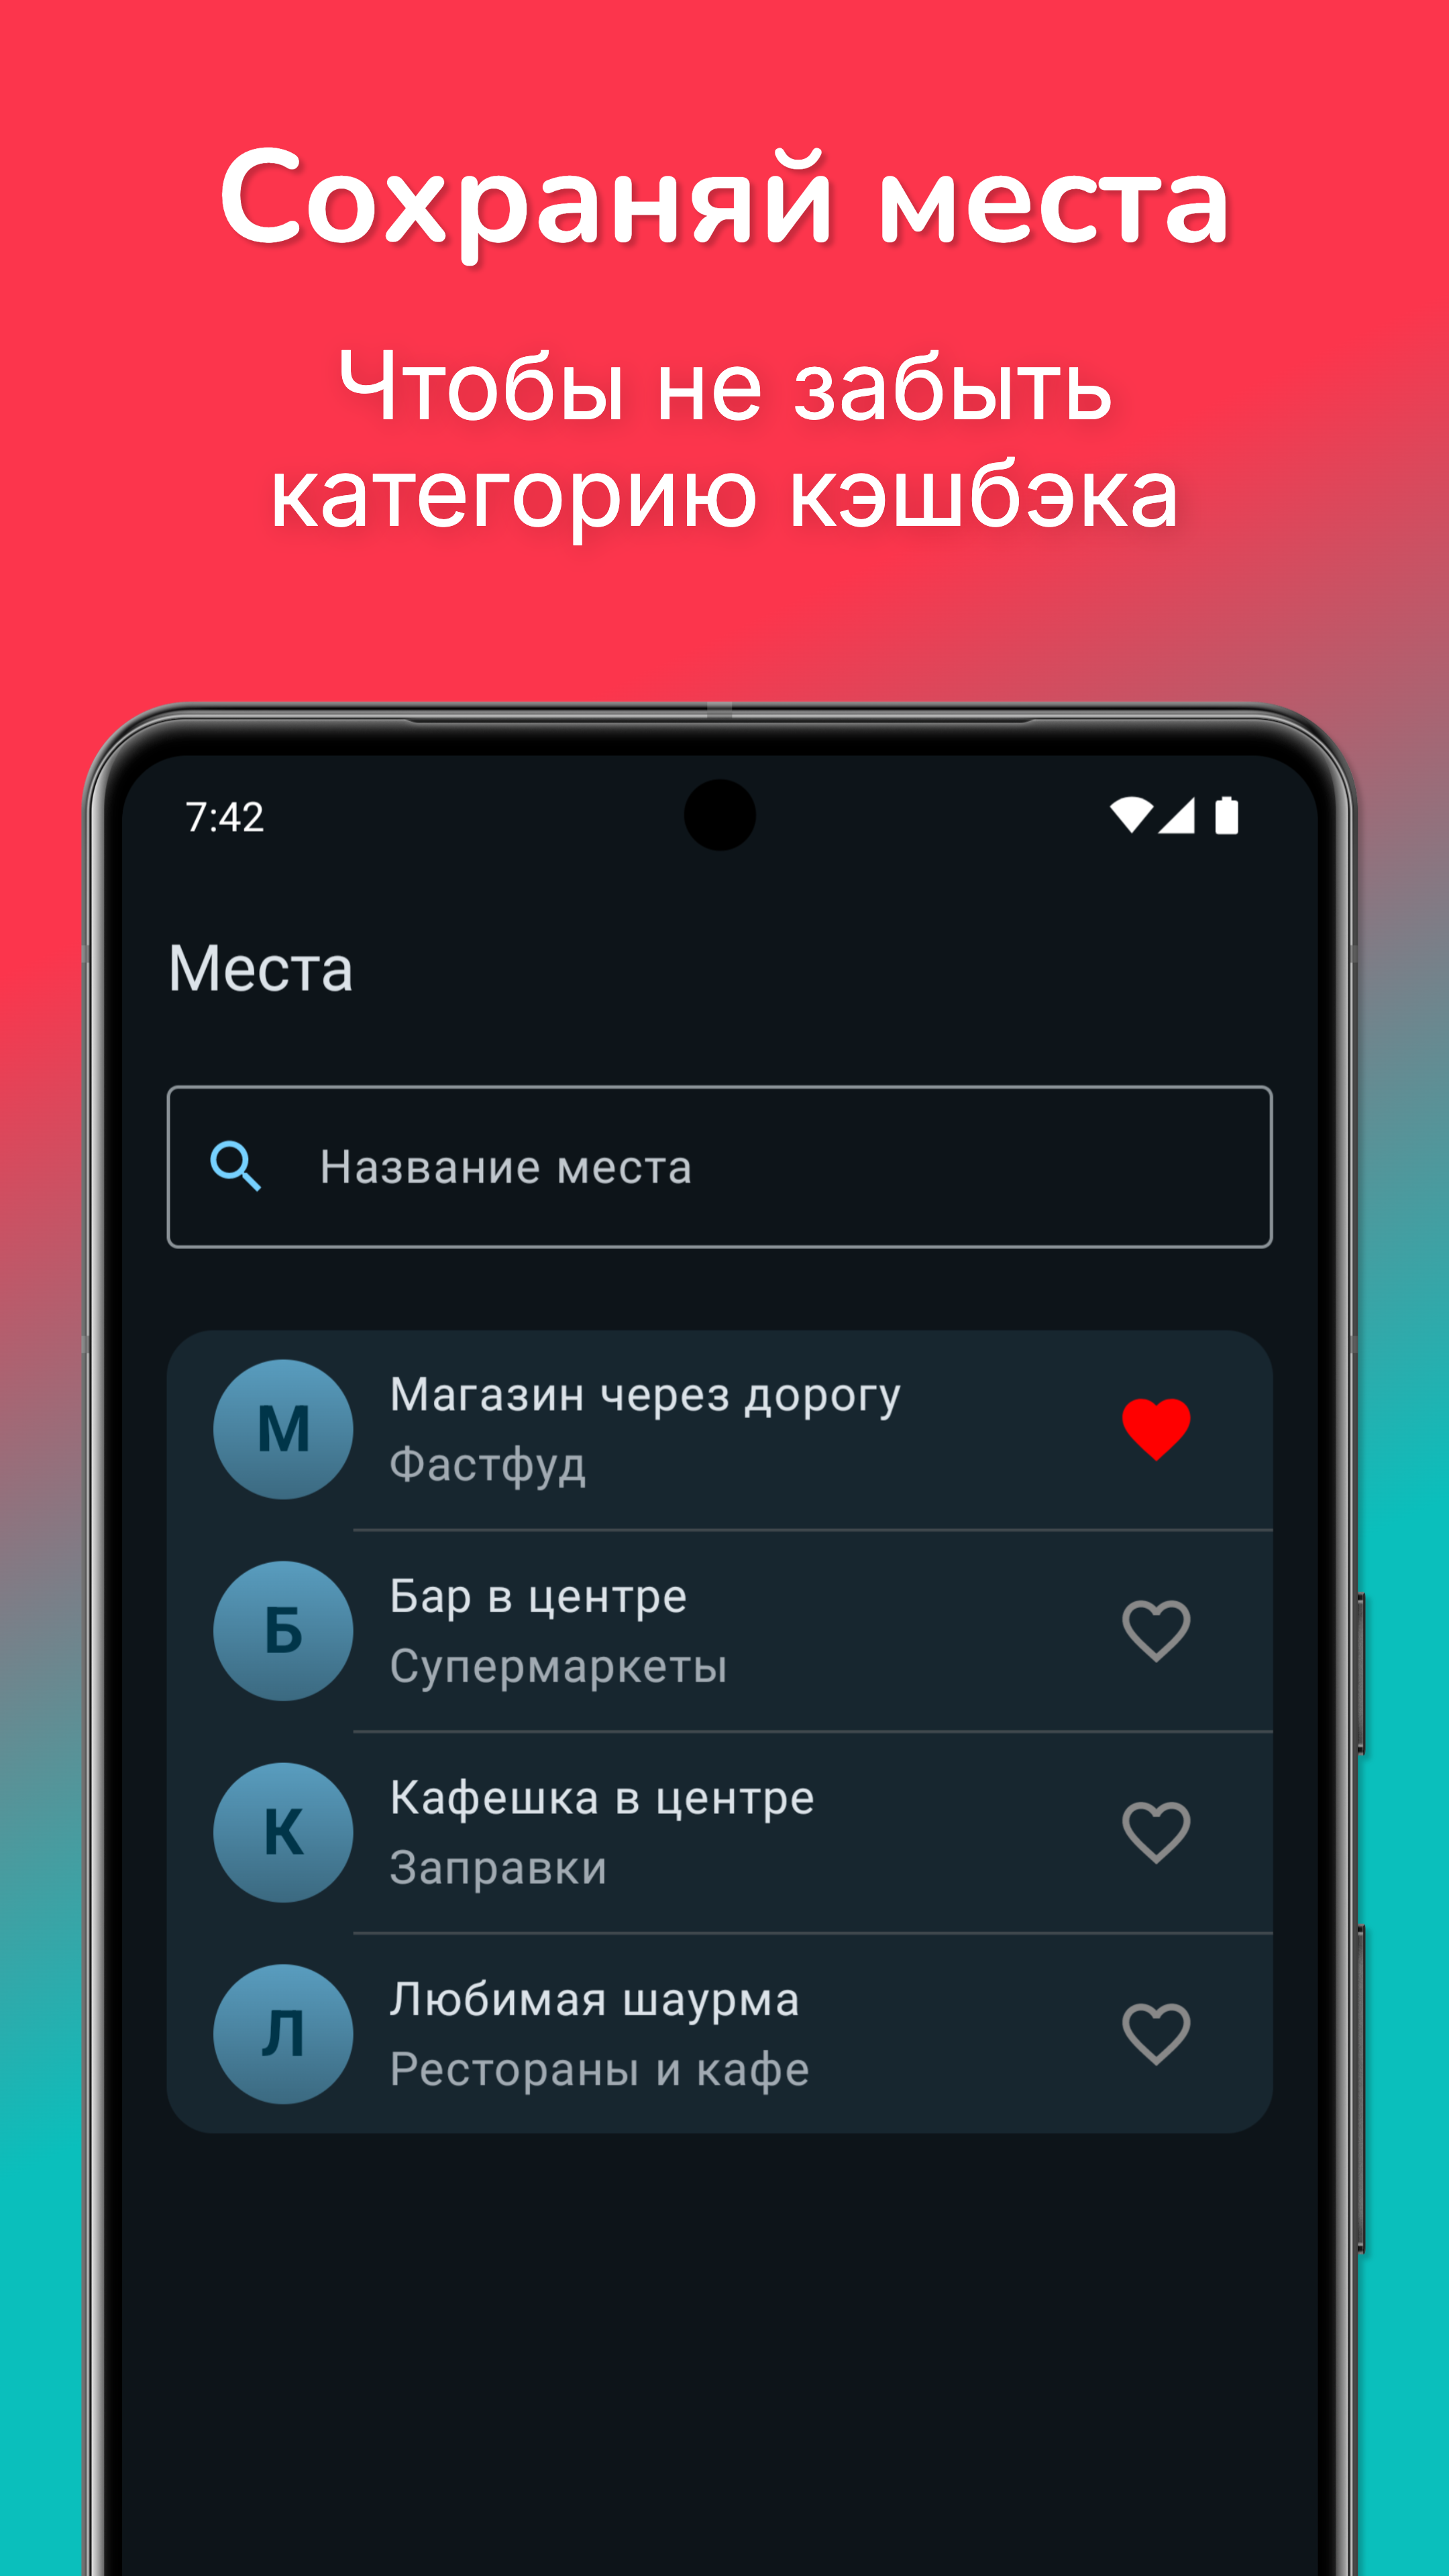 Сохраняй места
Чтобы не забыть
категорию кэшбэка
7:42
Места
Название места
М
Магазин через дорогу
Фастфуд
Б
Бар в центре
Супермаркеты
К
Кафешка в центре
Заправки
Л
Любимая шаурма
Рестораны и кафе